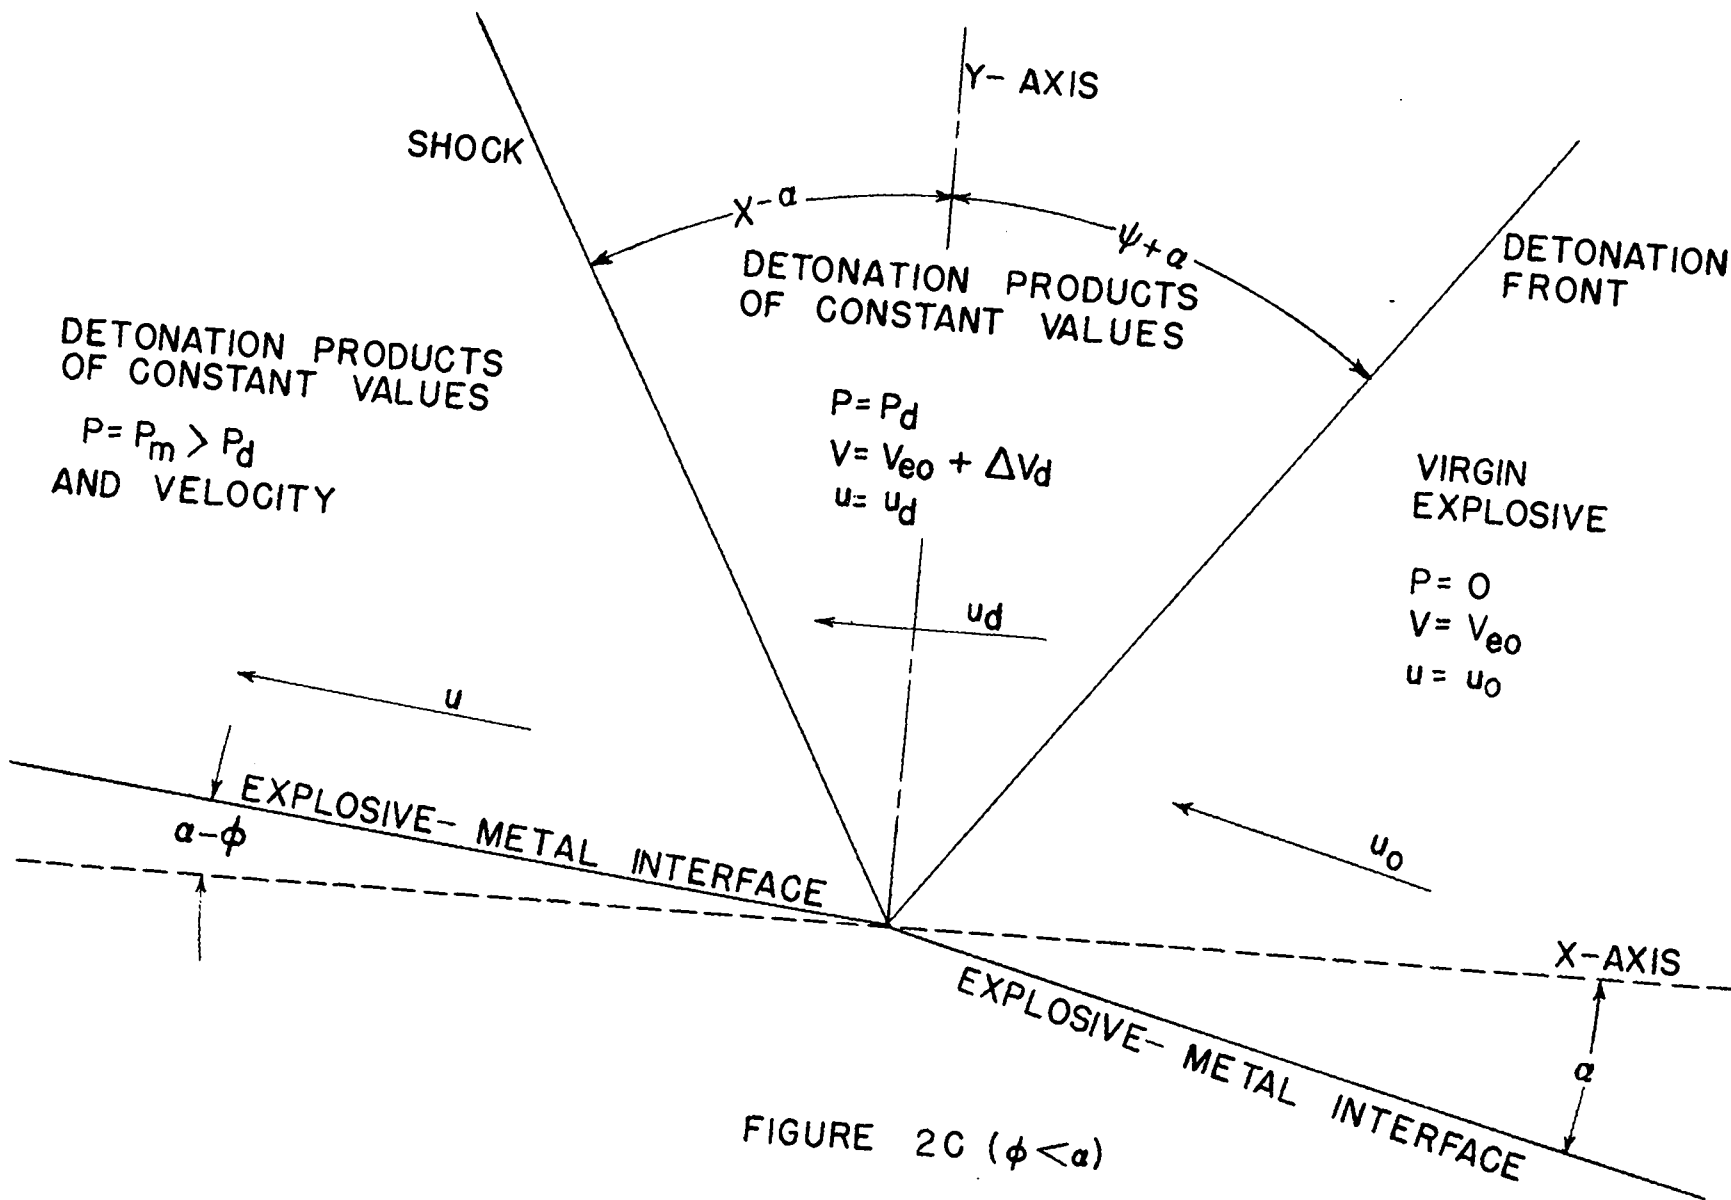 Y-AXIS
SHOCK
X-α
ψ+α
DETONATION
FRONT
DETONATION PRODUCTS
OF CONSTANT VALUES
DETONATION PRODUCTS
OF CONSTANT VALUES
P= Pm > Pd
AND VELOCITY
P= Pd
V= Veo + ΔVd
u= ud
VIRGIN
EXPLOSIVE
P= 0
V= Veo
u= uo
ud
u
uo
EXPLOSIVE-METAL INTERFACE
α-ϕ
X-AXIS
EXPLOSIVE-METAL INTERFACE
α
FIGURE 2C (ϕ<α)